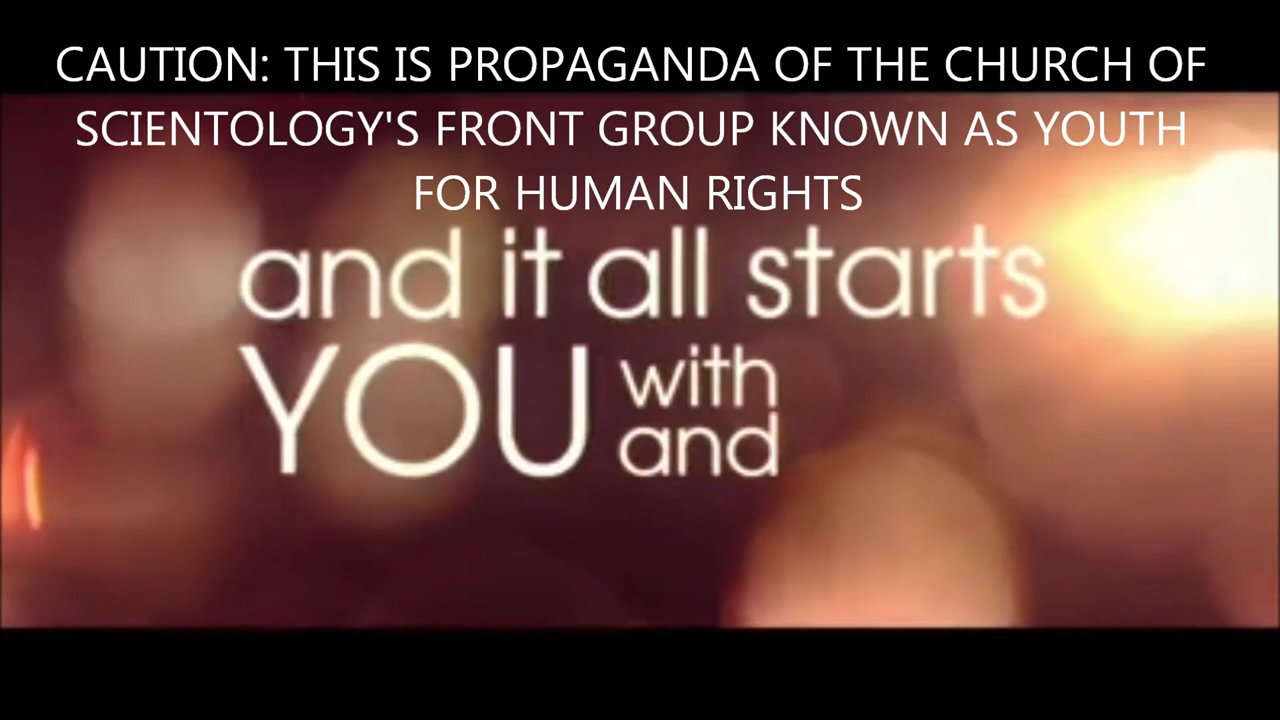 CAUTION: THIS IS PROPAGANDA OF THE CHURCH OF
SCIENTOLOGY'S FRONT GROUP KNOWN AS YOUTH
FOR HUMAN RIGHTS
and it all starts
YOU with
and